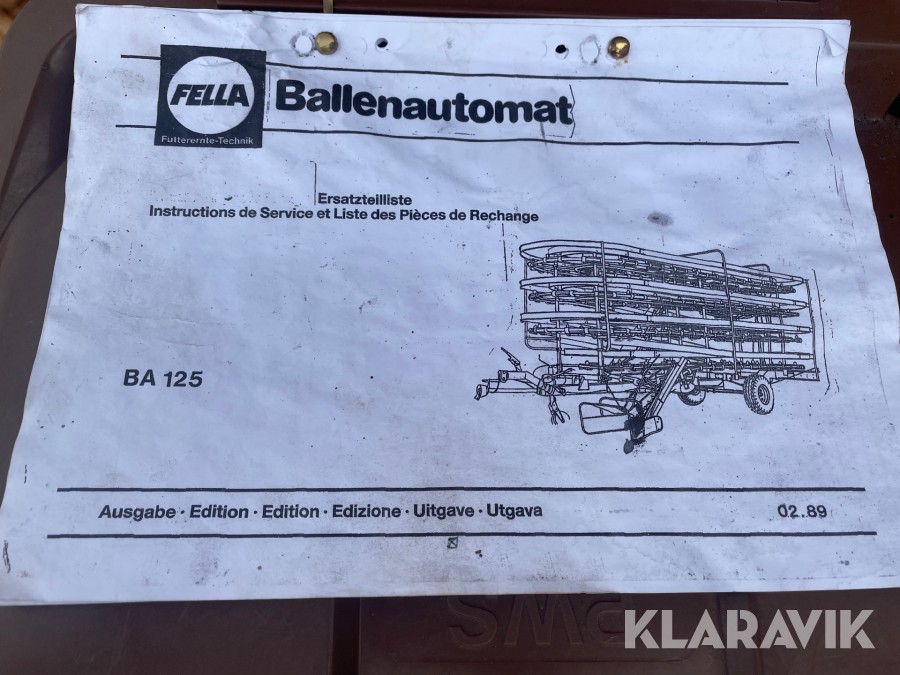 FELLA
Futterernte-Technik
Ballenautomat
Ersatzteilliste
Instructions de Service et Liste des Pièces de Rechange
BA 125
Ausgabe · Edition · Edition · Edizione · Uitgave · Utgava
02.89
SMA
KLARAVIK